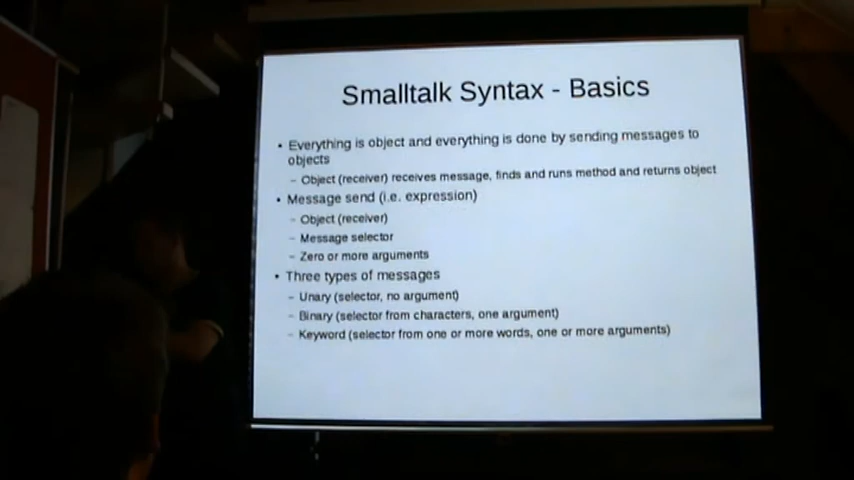 Smalltalk Syntax - Basics
• Everything is object and everything is done by sending messages to
objects
– Object (receiver) receives message, finds and runs method and returns object
• Message send (i.e. expression)
– Object (receiver)
– Message selector
– Zero or more arguments
• Three types of messages
– Unary (selector, no argument)
– Binary (selector from characters, one argument)
– Keyword (selector from one or more words, one or more arguments)